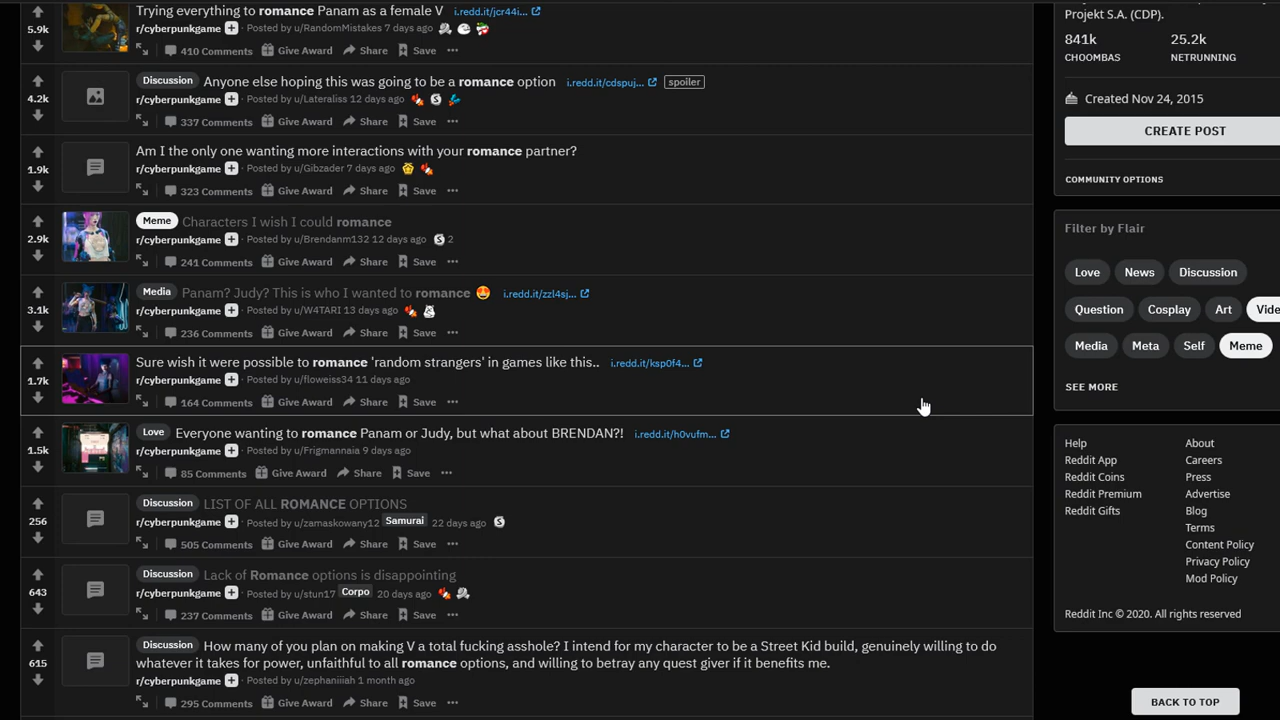 Trying everything to romance Panam as a female V i.redd.it/jcr44i...
5.9k
r/cyberpunkgame Posted by u/RandomMistakes 7 days ago
410 Comments Give Award Share Save
Discussion Anyone else hoping this was going to be a romance option i.redd.it/cdspuj... spoiler
4.2k
r/cyberpunkgame Posted by u/Lateraliss 12 days ago
337 Comments Give Award Share Save
Am I the only one wanting more interactions with your romance partner?
1.9k
r/cyberpunkgame Posted by u/Gibzader 7 days ago
323 Comments Give Award Share Save
Meme Characters I wish I could romance
2.9k
r/cyberpunkgame Posted by u/Brendanm132 12 days ago 2
241 Comments Give Award Share Save
Media Panam? Judy? This is who I wanted to romance 😍 i.redd.it/zzl4sj...
3.1k
r/cyberpunkgame Posted by u/W4TARI 13 days ago
236 Comments Give Award Share Save
Sure wish it were possible to romance 'random strangers' in games like this.. i.redd.it/ksp0f4...
1.7k
r/cyberpunkgame Posted by u/floweiss34 11 days ago
164 Comments Give Award Share Save
Love Everyone wanting to romance Panam or Judy, but what about BRENDAN?! i.redd.it/h0vufm...
1.5k
r/cyberpunkgame Posted by u/Frigmannaia 9 days ago
85 Comments Give Award Share Save
Discussion LIST OF ALL ROMANCE OPTIONS
256
r/cyberpunkgame Posted by u/zamaskowany12 Samurai 22 days ago
505 Comments Give Award Share Save
Discussion Lack of Romance options is disappointing
643
r/cyberpunkgame Posted by u/stun17 Corpo 20 days ago
237 Comments Give Award Share Save
Discussion How many of you plan on making V a total fucking asshole? I intend for my character to be a Street Kid build, genuinely willing to do
whatever it takes for power, unfaithful to all romance options, and willing to betray any quest giver if it benefits me.
615
r/cyberpunkgame Posted by u/zephaniiiah 1 month ago
295 Comments Give Award Share Save
Projekt S.A. (CDP).
841k 25.2k
CHOOMBAS NETRUNNING
Created Nov 24, 2015
CREATE POST
COMMUNITY OPTIONS
Filter by Flair
Love News Discussion
Question Cosplay Art Vide
Media Meta Self Meme
SEE MORE
Help About
Reddit App Careers
Reddit Coins Press
Reddit Premium Advertise
Reddit Gifts Blog
Terms
Content Policy
Privacy Policy
Mod Policy
Reddit Inc © 2020. All rights reserved
BACK TO TOP